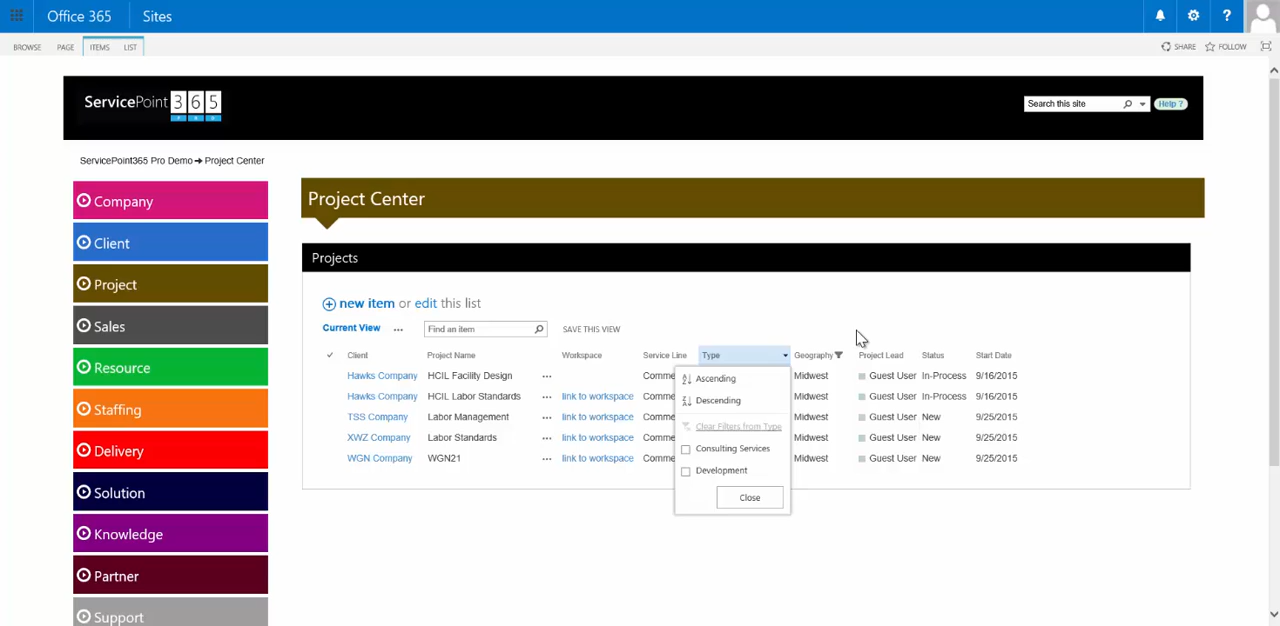 Office 365 Sites
?
BROWSE PAGE ITEMS LIST SHARE FOLLOW
ServicePoint 365
PRO
Search this site Help ?
ServicePoint365 Pro Demo Project Center
Company
Client
Project
Sales
Resource
Staffing
Delivery
Solution
Knowledge
Partner
Support
Project Center
Projects
new item or edit this list
Current View ... Find an item SAVE THIS VIEW
Client Project Name Workspace Service Line Type Geography Project Lead Status Start Date
Hawks Company HCIL Facility Design ... Comme Midwest Guest User In-Process 9/16/2015
Hawks Company HCIL Labor Standards ... link to workspace Comme Midwest Guest User In-Process 9/16/2015
TSS Company Labor Management ... link to workspace Comme Midwest Guest User New 9/25/2015
XWZ Company Labor Standards ... link to workspace Comme Midwest Guest User New 9/25/2015
WGN Company WGN21 ... link to workspace Comme Midwest Guest User New 9/25/2015
Ascending
Descending
Clear Filters from Type
Consulting Services
Development
Close